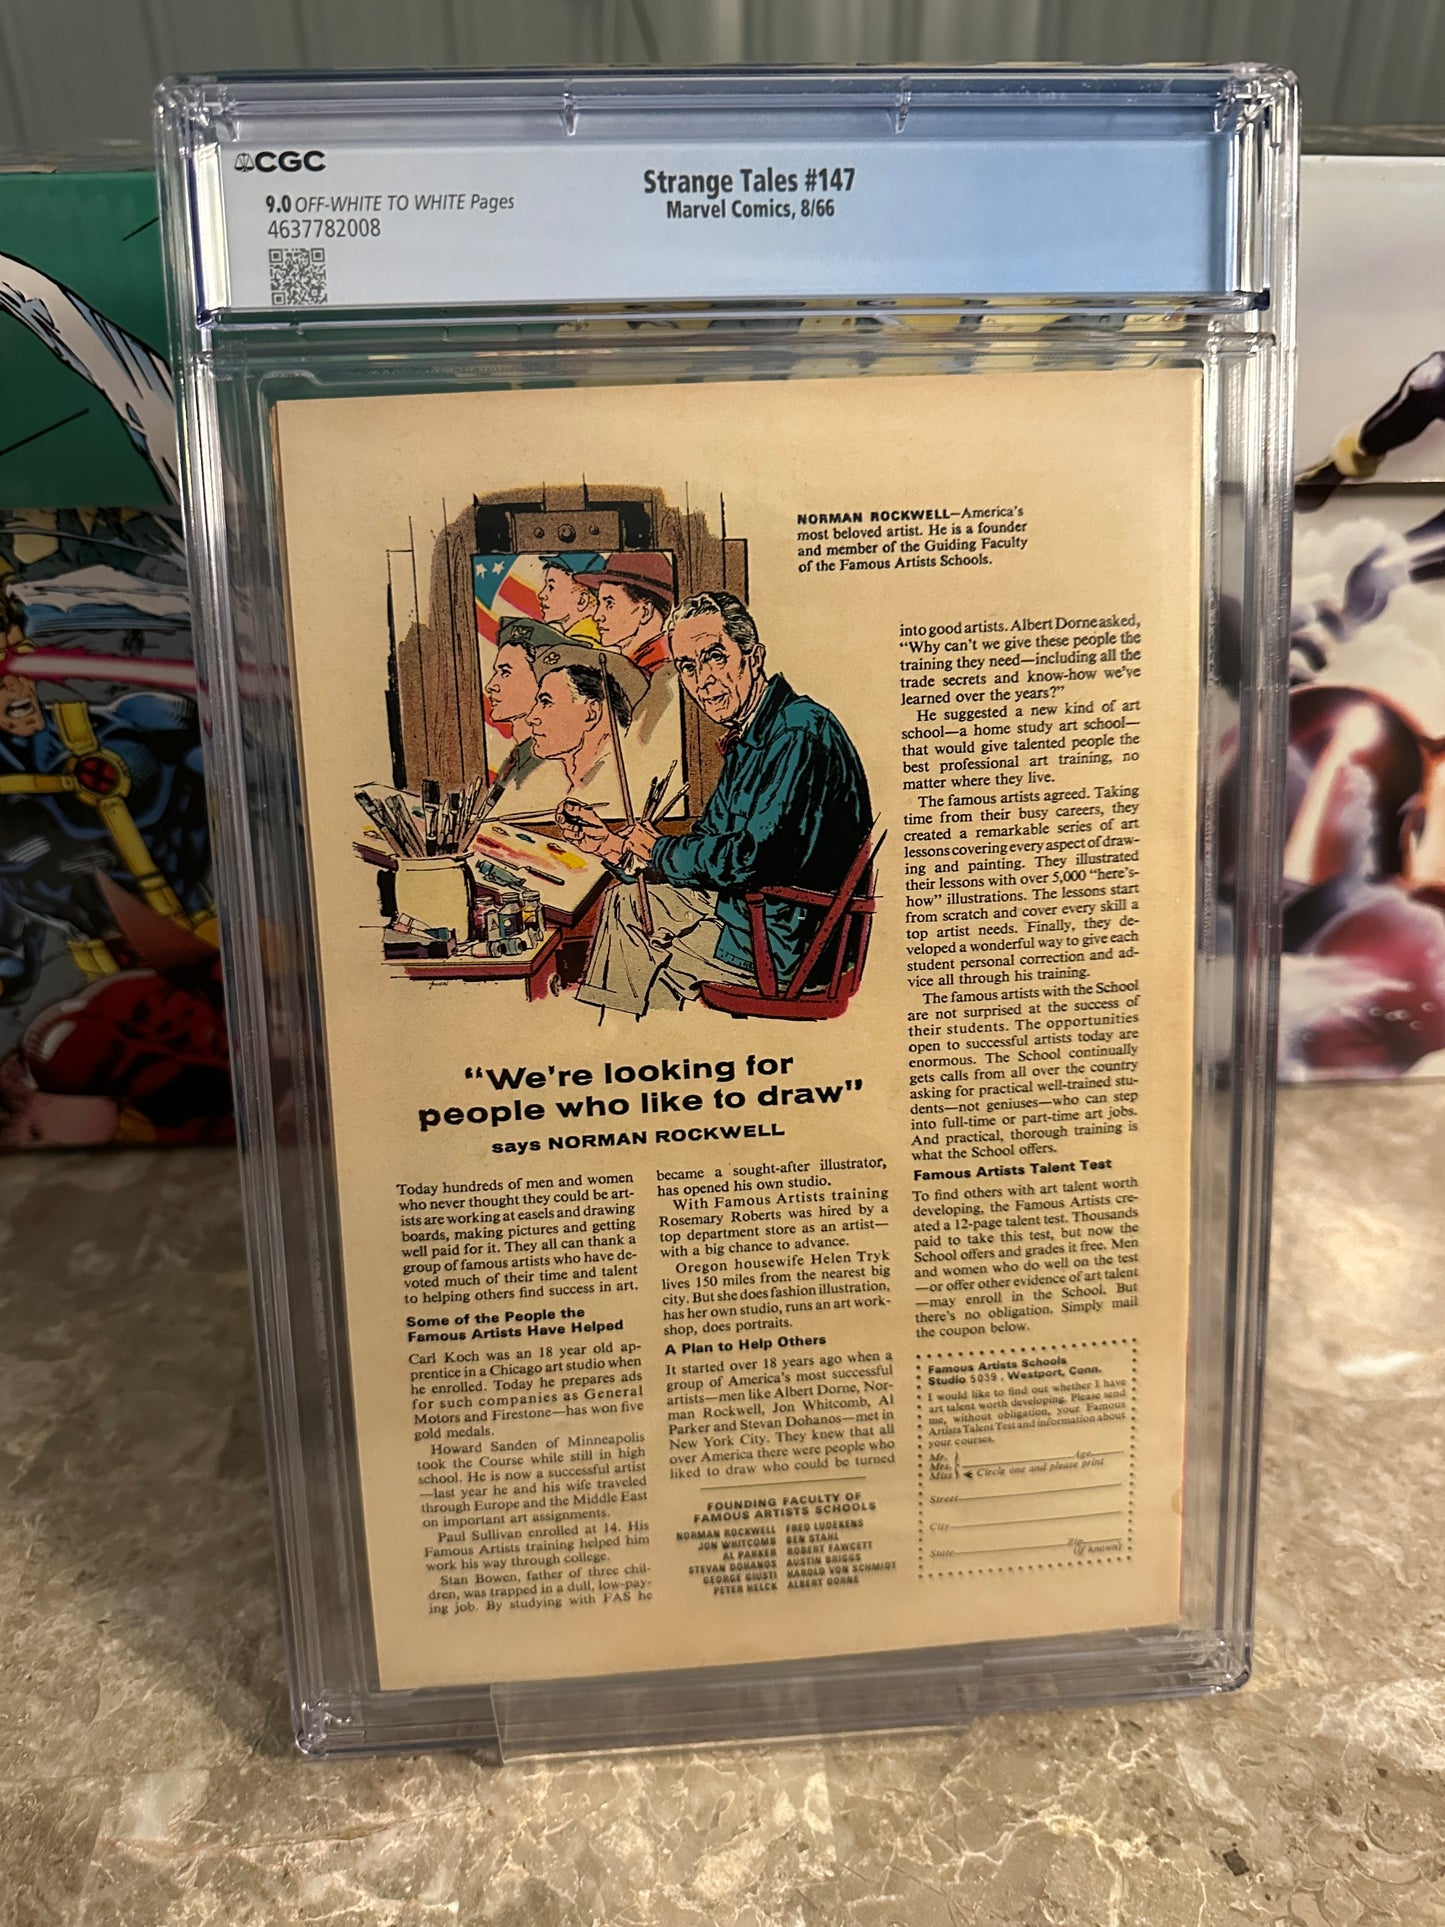 CGC
9.0 OFF-WHITE TO WHITE Pages
4637782008
Strange Tales #147
Marvel Comics, 8/66
NORMAN ROCKWELL—America's
most beloved artist. He is a founder
and member of the Guiding Faculty
of the Famous Artists Schools.
"We're looking for
people who like to draw"
says NORMAN ROCKWELL
Today hundreds of men and women
who never thought they could be art-
ists are working at easels and drawing
boards, making pictures and getting
well paid for it. They all can thank a
group of famous artists who have de-
voted much of their time and talent
to helping others find success in art.
Some of the People the
Famous Artists Have Helped
Carl Koch was an 18 year old ap-
prentice in a Chicago art studio when
he enrolled. Today he prepares ads
for such companies as General
Motors and Firestone—has won five
gold medals.
Howard Sanden of Minneapolis
took the Course while still in high
school. He is now a successful artist
—last year he and his wife traveled
through Europe and the Middle East
on important art assignments.
Paul Sullivan enrolled at 14. His
Famous Artists training helped him
work his way through college.
Stan Bowen, father of three chil-
dren, was trapped in a dull, low-pay-
ing job. By studying with FAS he
became a sought-after illustrator,
has opened his own studio.
With Famous Artists training
Rosemary Roberts was hired by a
top department store as an artist—
with a big chance to advance.
Oregon housewife Helen Tryk
lives 150 miles from the nearest big
city. But she does fashion illustration,
has her own studio, runs an art work-
shop, does portraits.
A Plan to Help Others
It started over 18 years ago when a
group of America's most successful
artists—men like Albert Dorne, Nor-
man Rockwell, Jon Whitcomb, Al
Parker and Stevan Dohanos—met in
New York City. They knew that all
over America there were people who
liked to draw who could be turned
FOUNDING FACULTY OF
FAMOUS ARTISTS SCHOOLS
NORMAN ROCKWELL FRED LUDEKENS
JON WHITCOMB BEN STAHL
AL PARKER ROBERT FAWCETT
STEVAN DOHANOS AUSTIN BRIGGS
GEORGE GIUSTI HAROLD VON SCHMIDT
PETER HELCK ALBERT DORNE
into good artists. Albert Dorne asked,
"Why can't we give these people the
training they need—including all the
trade secrets and know-how we've
learned over the years?"
He suggested a new kind of art
school—a home study art school—
that would give talented people the
best professional art training, no
matter where they live.
The famous artists agreed. Taking
time from their busy careers, they
created a remarkable series of art
lessons covering every aspect of draw-
ing and painting. They illustrated
their lessons with over 5,000 "here's-
how" illustrations. The lessons start
from scratch and cover every skill a
top artist needs. Finally, they de-
veloped a wonderful way to give each
student personal correction and ad-
vice all through his training.
The famous artists with the School
are not surprised at the success of
their students. The opportunities
open to successful artists today are
enormous. The School continually
gets calls from all over the country
asking for practical well-trained stu-
dents—not geniuses—who can step
into full-time or part-time art jobs.
And practical, thorough training is
what the School offers.
Famous Artists Talent Test
To find others with art talent worth
developing, the Famous Artists cre-
ated a 12-page talent test. Thousands
paid to take this test, but now the
School offers and grades it free. Men
and women who do well on the test
—or offer other evidence of art talent
—may enroll in the School. But
there's no obligation. Simply mail
the coupon below.
Famous Artists Schools
Studio 5039 . Westport, Conn.
I would like to find out whether I have
art talent worth developing. Please send
me, without obligation, your Famous
Artists Talent Test and information about
your courses.
Mr.
Mrs. Age
Miss Circle one and please print
Street
City
State Zip
(if known)